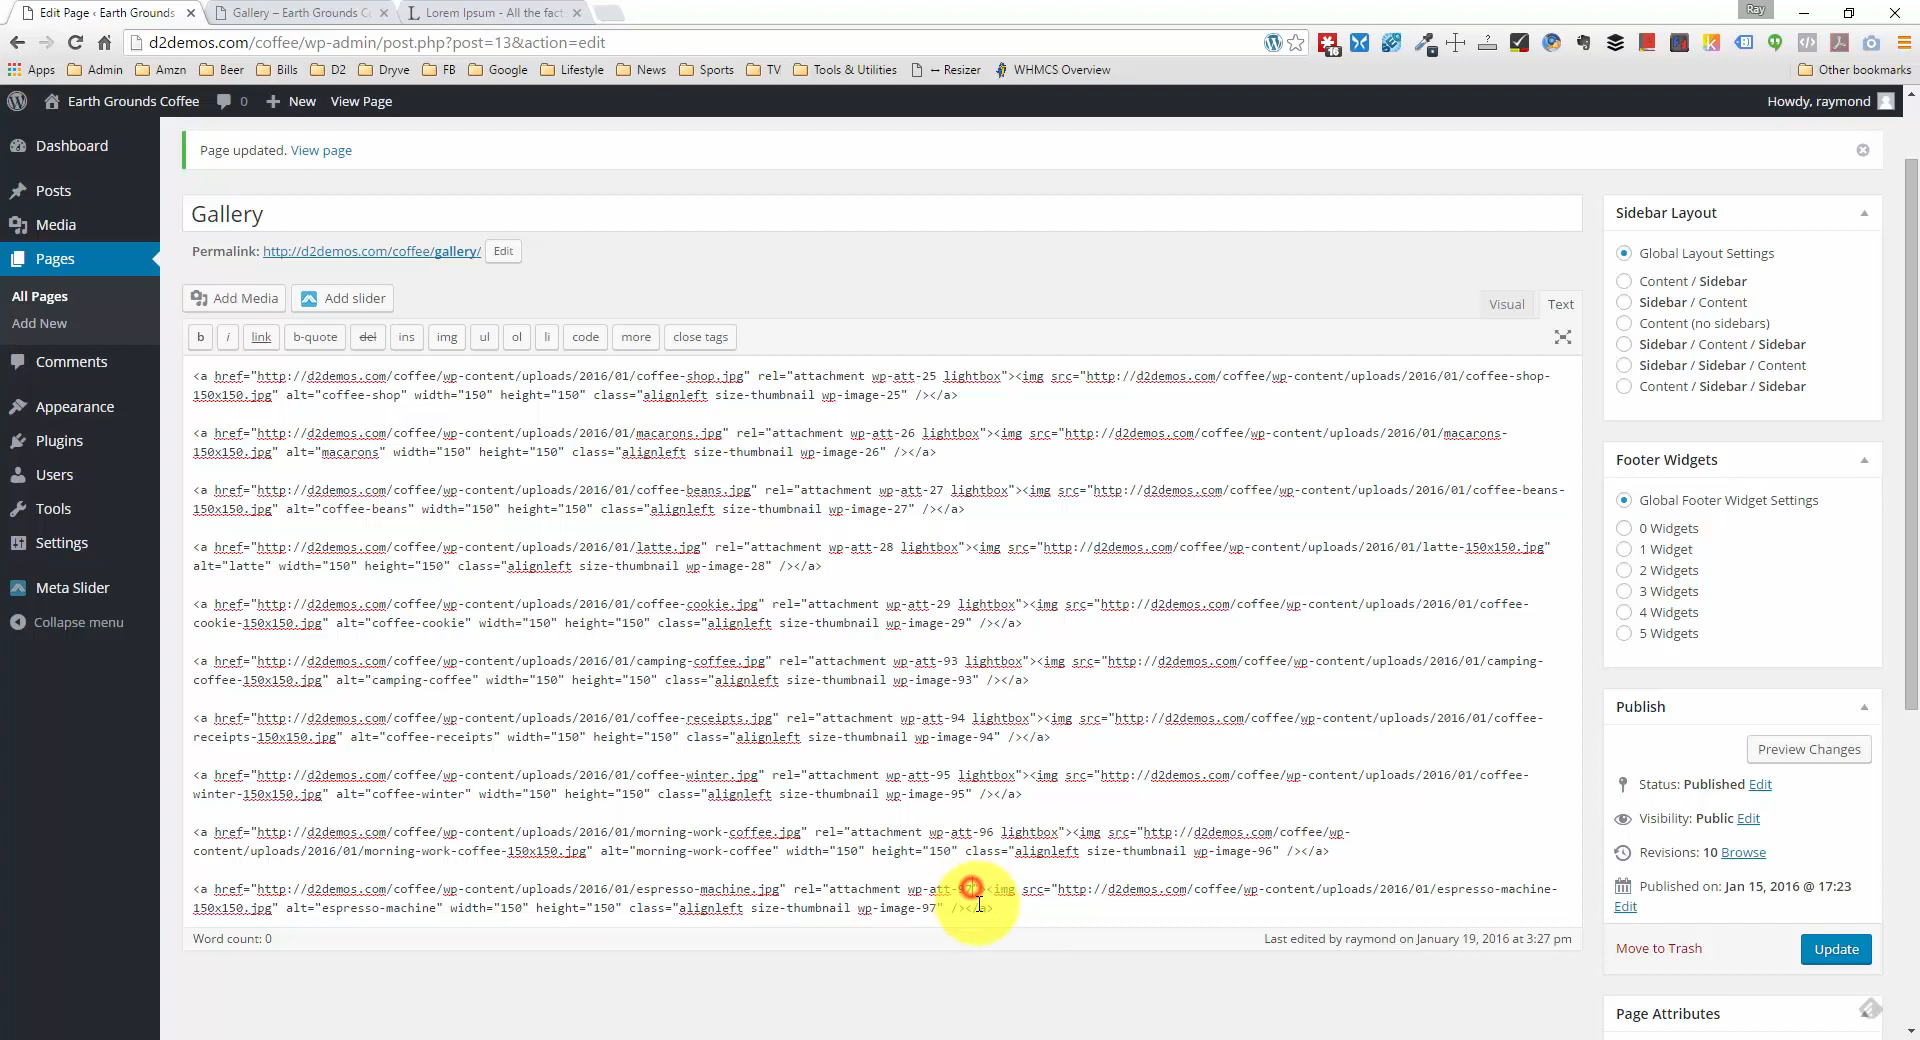 Edit Page ‹ Earth Grounds
Gallery – Earth Grounds C
Lorem Ipsum - All the fact
Ray
d2demos.com/coffee/wp-admin/post.php?post=13&action=edit
16
Apps Admin Amzn Beer Bills D2 Dryve FB Google Lifestyle News Sports TV Tools & Utilities ↔ Resizer WHMCS Overview Other bookmarks
Earth Grounds Coffee 0 New View Page Howdy, raymond
Dashboard
Posts
Media
Pages
All Pages
Add New
Comments
Appearance
Plugins
Users
Tools
Settings
Meta Slider
Collapse menu
Page updated. View page
Gallery
Permalink: http://d2demos.com/coffee/gallery/ Edit
Add Media Add slider
Visual Text
b i link b-quote del ins img ul ol li code more close tags
<a href="http://d2demos.com/coffee/wp-content/uploads/2016/01/coffee-shop.jpg" rel="attachment wp-att-25 lightbox"><img src="http://d2demos.com/coffee/wp-content/uploads/2016/01/coffee-shop-
150x150.jpg" alt="coffee-shop" width="150" height="150" class="alignleft size-thumbnail wp-image-25" /></a>
<a href="http://d2demos.com/coffee/wp-content/uploads/2016/01/macarons.jpg" rel="attachment wp-att-26 lightbox"><img src="http://d2demos.com/coffee/wp-content/uploads/2016/01/macarons-
150x150.jpg" alt="macarons" width="150" height="150" class="alignleft size-thumbnail wp-image-26" /></a>
<a href="http://d2demos.com/coffee/wp-content/uploads/2016/01/coffee-beans.jpg" rel="attachment wp-att-27 lightbox"><img src="http://d2demos.com/coffee/wp-content/uploads/2016/01/coffee-beans-
150x150.jpg" alt="coffee-beans" width="150" height="150" class="alignleft size-thumbnail wp-image-27" /></a>
<a href="http://d2demos.com/coffee/wp-content/uploads/2016/01/latte.jpg" rel="attachment wp-att-28 lightbox"><img src="http://d2demos.com/coffee/wp-content/uploads/2016/01/latte-150x150.jpg"
alt="latte" width="150" height="150" class="alignleft size-thumbnail wp-image-28" /></a>
<a href="http://d2demos.com/coffee/wp-content/uploads/2016/01/coffee-cookie.jpg" rel="attachment wp-att-29 lightbox"><img src="http://d2demos.com/coffee/wp-content/uploads/2016/01/coffee-
cookie-150x150.jpg" alt="coffee-cookie" width="150" height="150" class="alignleft size-thumbnail wp-image-29" /></a>
<a href="http://d2demos.com/coffee/wp-content/uploads/2016/01/camping-coffee.jpg" rel="attachment wp-att-93 lightbox"><img src="http://d2demos.com/coffee/wp-content/uploads/2016/01/camping-
coffee-150x150.jpg" alt="camping-coffee" width="150" height="150" class="alignleft size-thumbnail wp-image-93" /></a>
<a href="http://d2demos.com/coffee/wp-content/uploads/2016/01/coffee-receipts.jpg" rel="attachment wp-att-94 lightbox"><img src="http://d2demos.com/coffee/wp-content/uploads/2016/01/coffee-
receipts-150x150.jpg" alt="coffee-receipts" width="150" height="150" class="alignleft size-thumbnail wp-image-94" /></a>
<a href="http://d2demos.com/coffee/wp-content/uploads/2016/01/coffee-winter.jpg" rel="attachment wp-att-95 lightbox"><img src="http://d2demos.com/coffee/wp-content/uploads/2016/01/coffee-
winter-150x150.jpg" alt="coffee-winter" width="150" height="150" class="alignleft size-thumbnail wp-image-95" /></a>
<a href="http://d2demos.com/coffee/wp-content/uploads/2016/01/morning-work-coffee.jpg" rel="attachment wp-att-96 lightbox"><img src="http://d2demos.com/coffee/wp-
content/uploads/2016/01/morning-work-coffee-150x150.jpg" alt="morning-work-coffee" width="150" height="150" class="alignleft size-thumbnail wp-image-96" /></a>
<a href="http://d2demos.com/coffee/wp-content/uploads/2016/01/espresso-machine.jpg" rel="attachment wp-att-97"><img src="http://d2demos.com/coffee/wp-content/uploads/2016/01/espresso-machine-
150x150.jpg" alt="espresso-machine" width="150" height="150" class="alignleft size-thumbnail wp-image-97" /></a>
Word count: 0 Last edited by raymond on January 19, 2016 at 3:27 pm
Sidebar Layout
Global Layout Settings
Content / Sidebar
Sidebar / Content
Content (no sidebars)
Sidebar / Content / Sidebar
Sidebar / Sidebar / Content
Content / Sidebar / Sidebar
Footer Widgets
Global Footer Widget Settings
0 Widgets
1 Widget
2 Widgets
3 Widgets
4 Widgets
5 Widgets
Publish
Preview Changes
Status: Published Edit
Visibility: Public Edit
Revisions: 10 Browse
Published on: Jan 15, 2016 @ 17:23
Edit
Move to Trash Update
Page Attributes